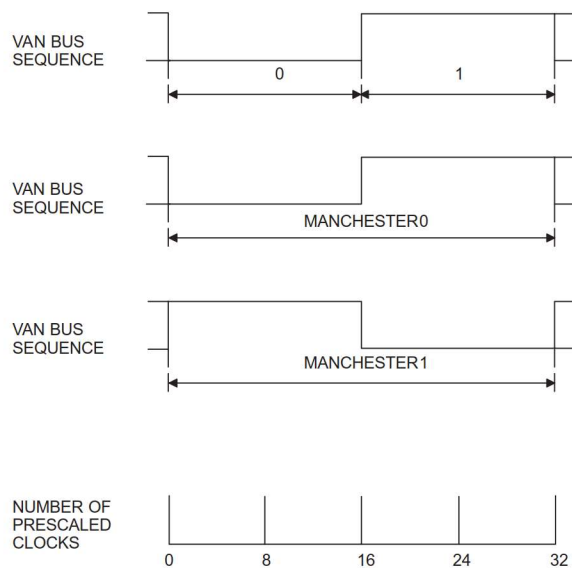 VAN BUS
SEQUENCE
0 1
VAN BUS
SEQUENCE
MANCHESTER0
VAN BUS
SEQUENCE
MANCHESTER1
NUMBER OF
PRESCALED
CLOCKS
0 8 16 24 32